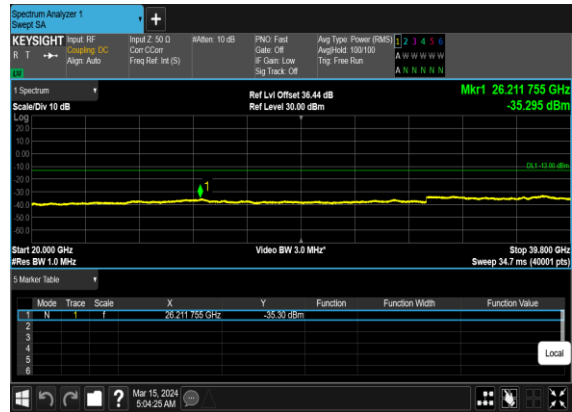 Spectrum Analyzer 1
Swept SA
+
KEYSIGHT Input: RF Input Z: 50 Ω #Atten: 10 dB PNO: Fast Avg Type: Power (RMS) 1 2 3 4 5 6
R T Coupling: DC Corr CCorr Gate: Off Avg|Hold: 100/100 A W W W W W
Align: Auto Freq Ref: Int (S) IF Gain: Low Trig: Free Run
Sig Track: Off A N N N N N
1 Spectrum Ref Lvl Offset 36.44 dB Mkr1 26.211 755 GHz
Scale/Div 10 dB Ref Level 30.00 dBm -35.295 dBm
Log
20.0
10.0
0.00
DL1 -13.00 dBm
-10.0
-20.0
1
-30.0
-40.0
-50.0
-60.0
Start 20.000 GHz Video BW 3.0 MHz* Stop 39.800 GHz
#Res BW 1.0 MHz Sweep 34.7 ms (40001 pts)
5 Marker Table
Mode Trace Scale X Y Function Function Width Function Value
1 N 1 f 26.211 755 GHz -35.30 dBm
2
3
4
5
6
Local
? Mar 15, 2024
5:04:25 AM